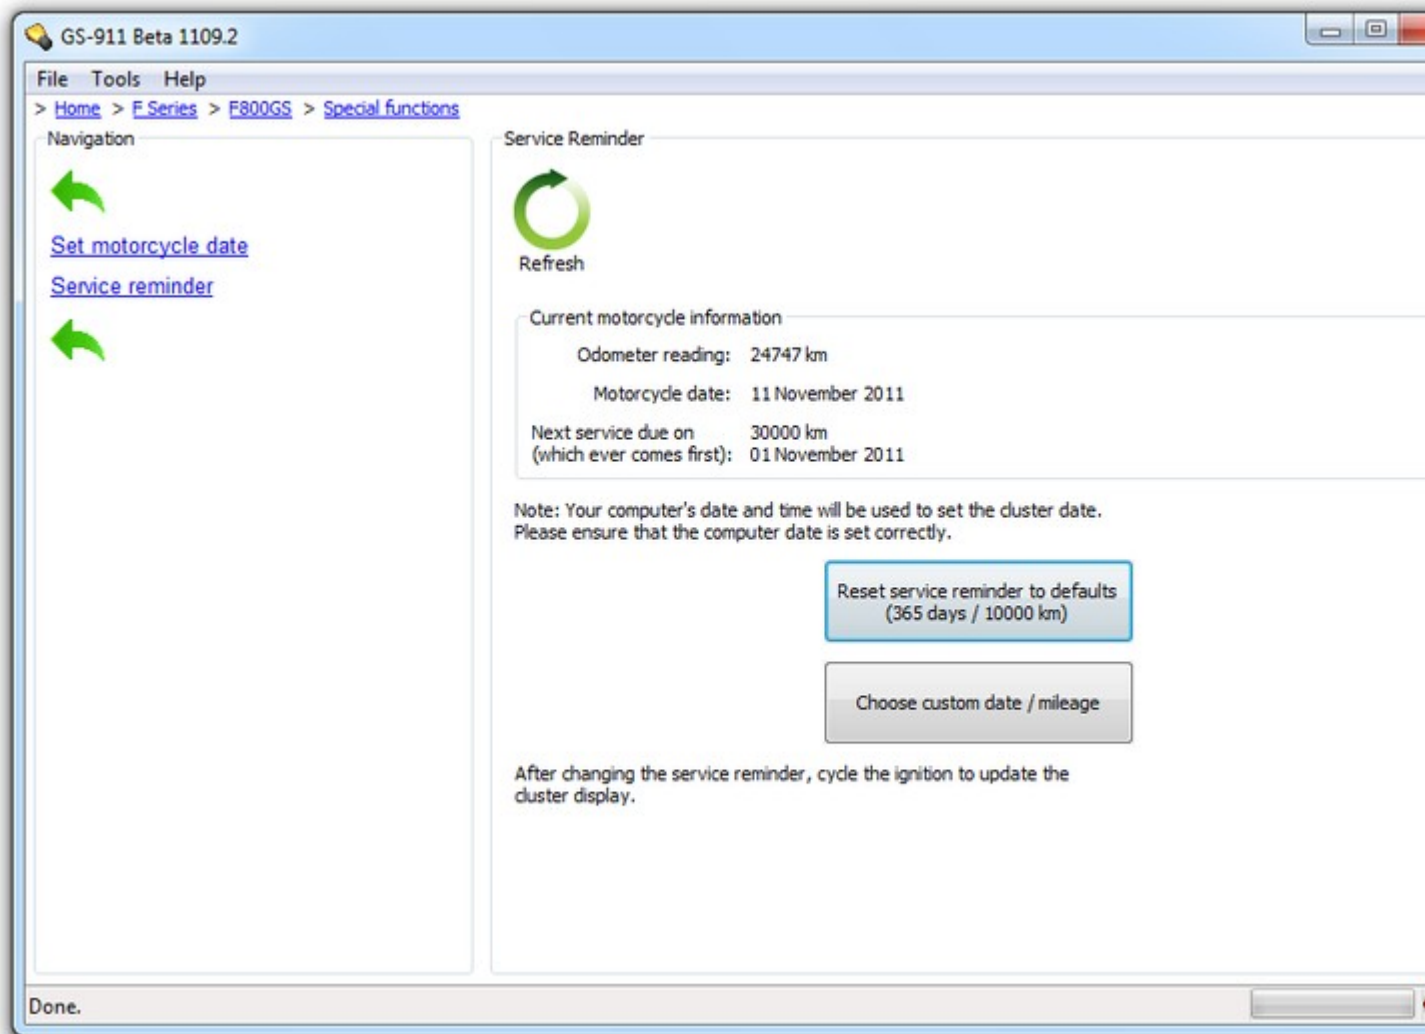 GS-911 Beta 1109.2
File Tools Help
> Home > F Series > F800GS > Special functions
Navigation
Set motorcycle date
Service reminder
Service Reminder
Refresh
Current motorcycle information
Odometer reading: 24747 km
Motorcycle date: 11 November 2011
Next service due on 30000 km
(which ever comes first): 01 November 2011
Note: Your computer's date and time will be used to set the cluster date.
Please ensure that the computer date is set correctly.
Reset service reminder to defaults
(365 days / 10000 km)
Choose custom date / mileage
After changing the service reminder, cycle the ignition to update the
cluster display.
Done.